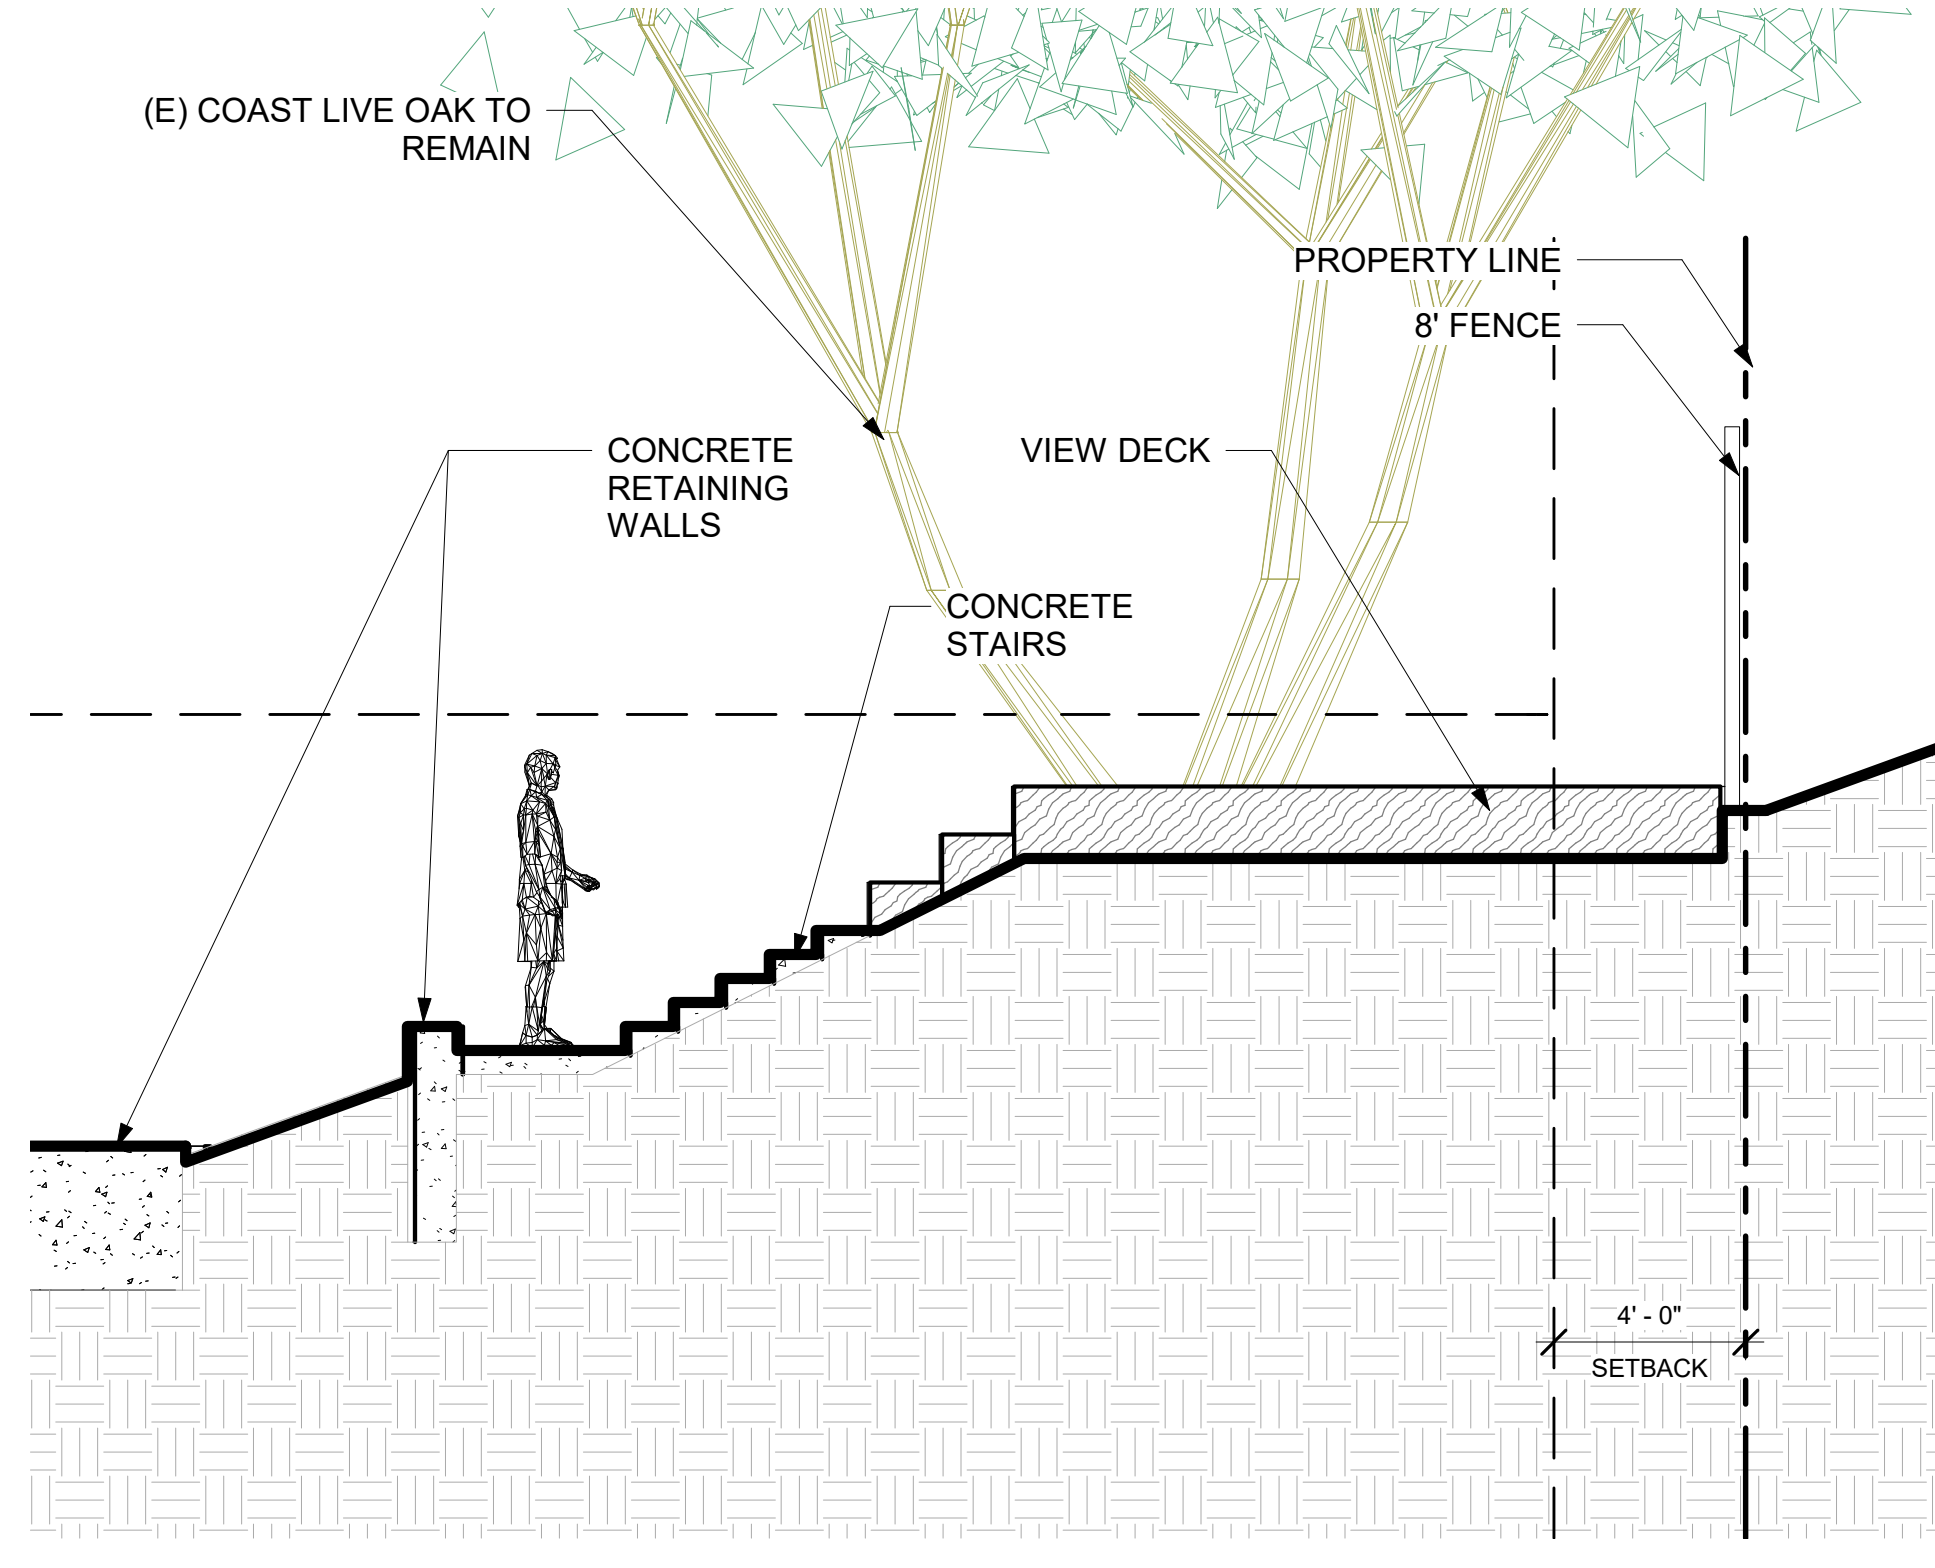 (E) COAST LIVE OAK TO
REMAIN
PROPERTY LINE
8' FENCE
CONCRETE
RETAINING
WALLS
VIEW DECK
CONCRETE
STAIRS
4' - 0"
SETBACK